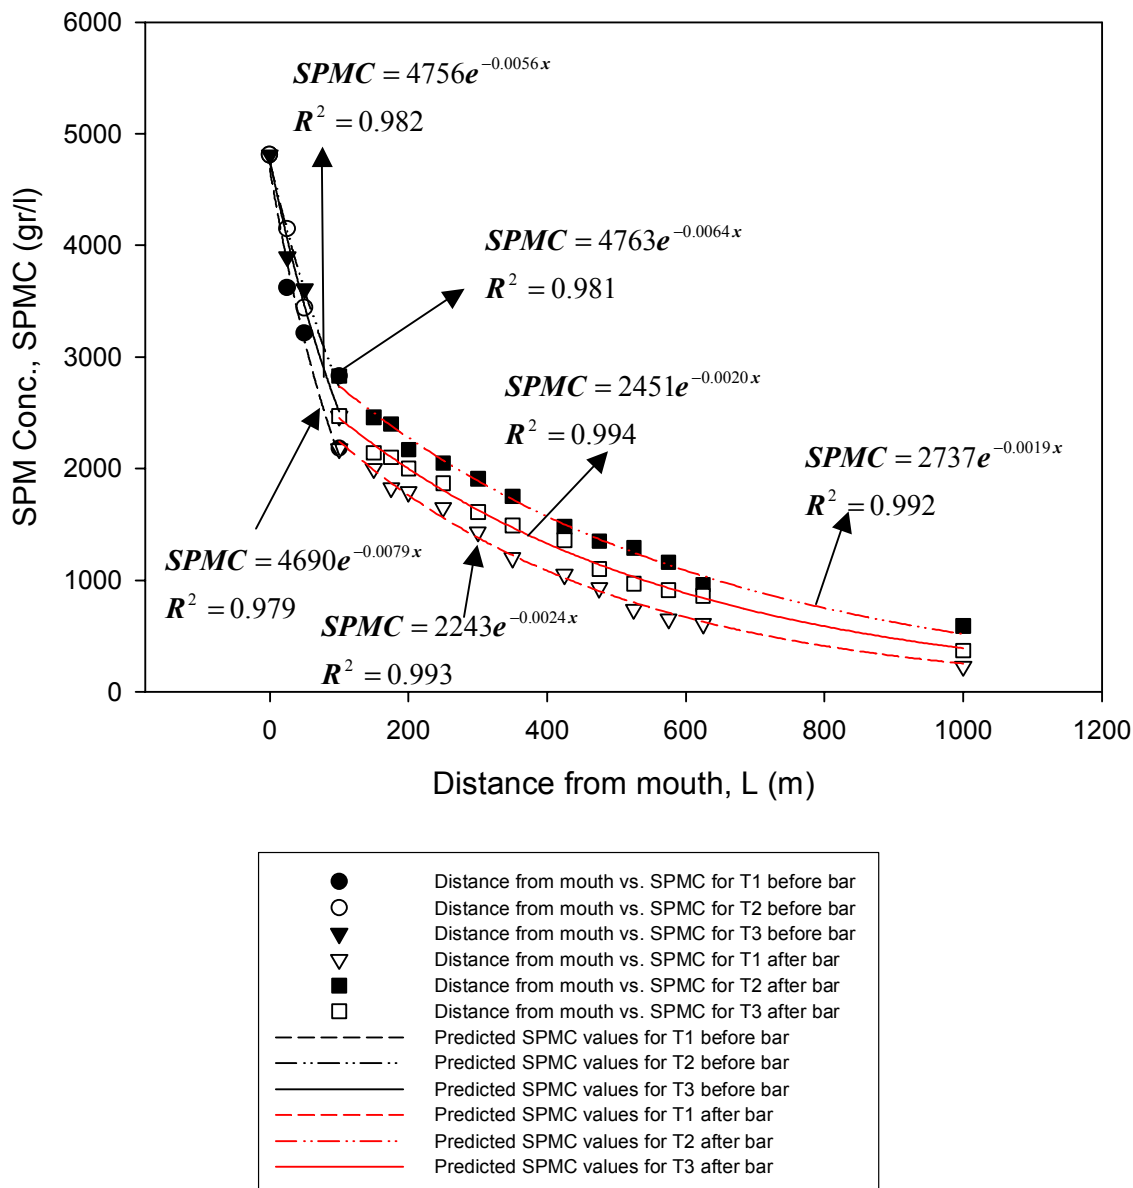 6000
5000
4000
3000
2000
1000
0
SPM Conc., SPMC (gr/l)
SPMC = 4756e^{-0.0056x}
R² = 0.982
SPMC = 4763e^{-0.0064x}
R² = 0.981
SPMC = 2451e^{-0.0020x}
R² = 0.994
SPMC = 2737e^{-0.0019x}
R² = 0.992
SPMC = 4690e^{-0.0079x}
R² = 0.979
SPMC = 2243e^{-0.0024x}
R² = 0.993
0 200 400 600 800 1000 1200
Distance from mouth, L (m)
Distance from mouth vs. SPMC for T1 before bar
Distance from mouth vs. SPMC for T2 before bar
Distance from mouth vs. SPMC for T3 before bar
Distance from mouth vs. SPMC for T1 after bar
Distance from mouth vs. SPMC for T2 after bar
Distance from mouth vs. SPMC for T3 after bar
Predicted SPMC values for T1 before bar
Predicted SPMC values for T2 before bar
Predicted SPMC values for T3 before bar
Predicted SPMC values for T1 after bar
Predicted SPMC values for T2 after bar
Predicted SPMC values for T3 after bar